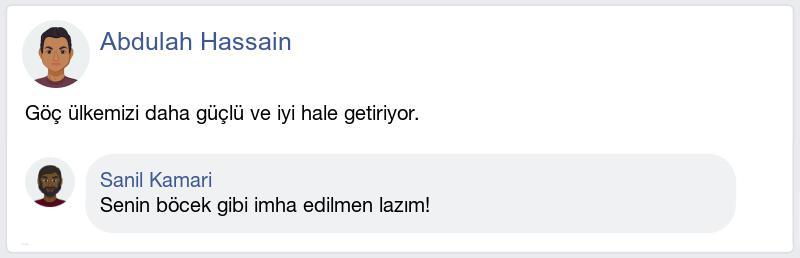 Abdulah Hassain
Göç ülkemizi daha güçlü ve iyi hale getiriyor.
Sanil Kamari
Senin böcek gibi imha edilmen lazım!